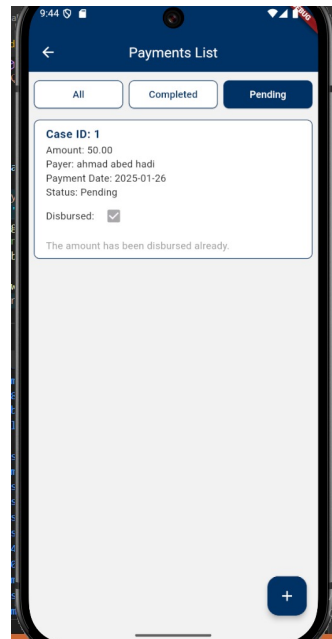 9:44
BUG
Payments List
All
Completed
Pending
Case ID: 1
Amount: 50.00
Payer: ahmad abed hadi
Payment Date: 2025-01-26
Status: Pending
Disbursed:
The amount has been disbursed already.
+